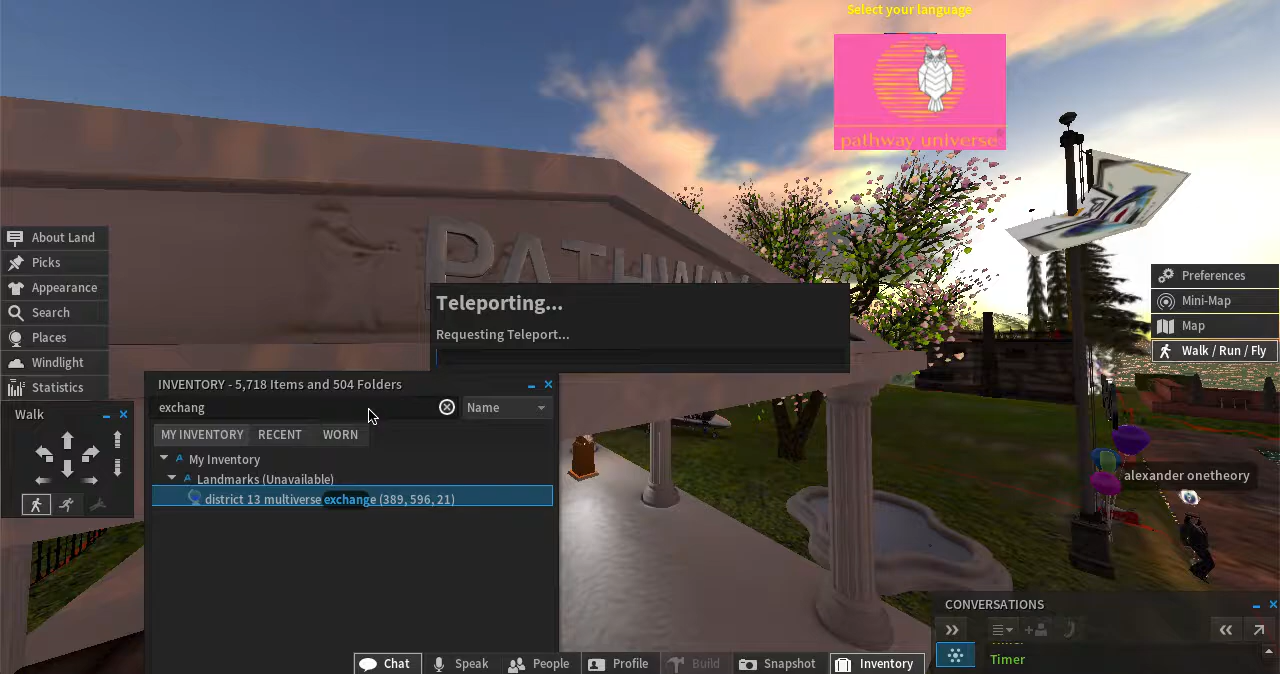 Select your language
pathway universe
PATHWAY
About Land
Picks
Appearance
Search
Places
Windlight
Statistics
Teleporting...
Requesting Teleport...
Preferences
Mini-Map
Map
Walk / Run / Fly
INVENTORY - 5,718 Items and 504 Folders
exchang
Name
MY INVENTORY RECENT WORN
My Inventory
Landmarks (Unavailable)
district 13 multiverse exchange (389, 596, 21)
Walk
alexander onetheory
CONVERSATIONS
Timer
Chat
Speak
People
Profile
Build
Snapshot
Inventory